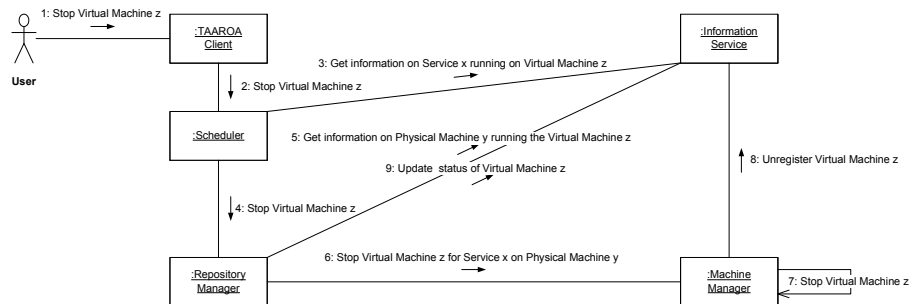 1: Stop Virtual Machine z
:TAAROA
Client
:Information
Service
User
3: Get information on Service x running on Virtual Machine z
2: Stop Virtual Machine z
:Scheduler
5: Get information on Physical Machine y running the Virtual Machine z
9: Update status of Virtual Machine z
8: Unregister Virtual Machine z
4: Stop Virtual Machine z
6: Stop Virtual Machine z for Service x on Physical Machine y
:Repository
Manager
:Machine
Manager
7: Stop Virtual Machine z